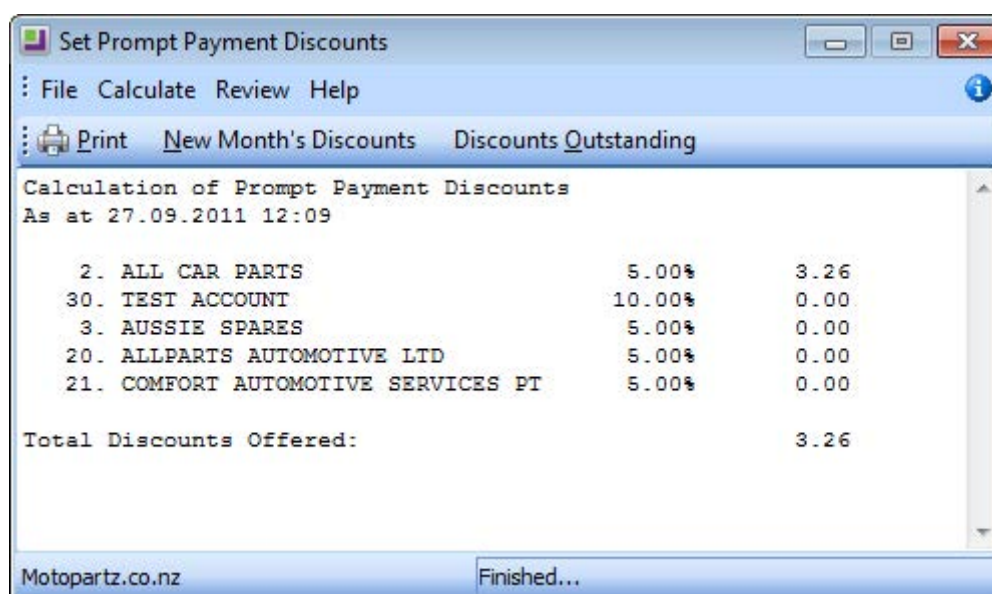 Set Prompt Payment Discounts
File Calculate Review Help
Print New Month's Discounts Discounts Outstanding
Calculation of Prompt Payment Discounts
As at 27.09.2011 12:09
2. ALL CAR PARTS 5.00% 3.26
30. TEST ACCOUNT 10.00% 0.00
3. AUSSIE SPARES 5.00% 0.00
20. ALLPARTS AUTOMOTIVE LTD 5.00% 0.00
21. COMFORT AUTOMOTIVE SERVICES PT 5.00% 0.00
Total Discounts Offered: 3.26
Motopartz.co.nz Finished...